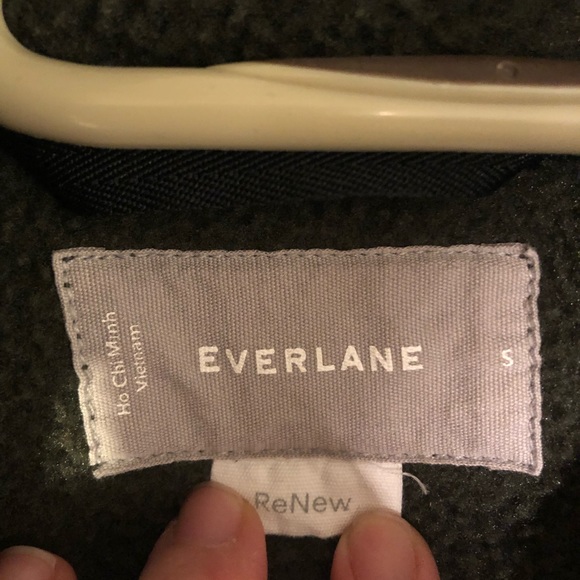 Ho Chi Minh
Vietnam
EVERLANE
S
ReNew